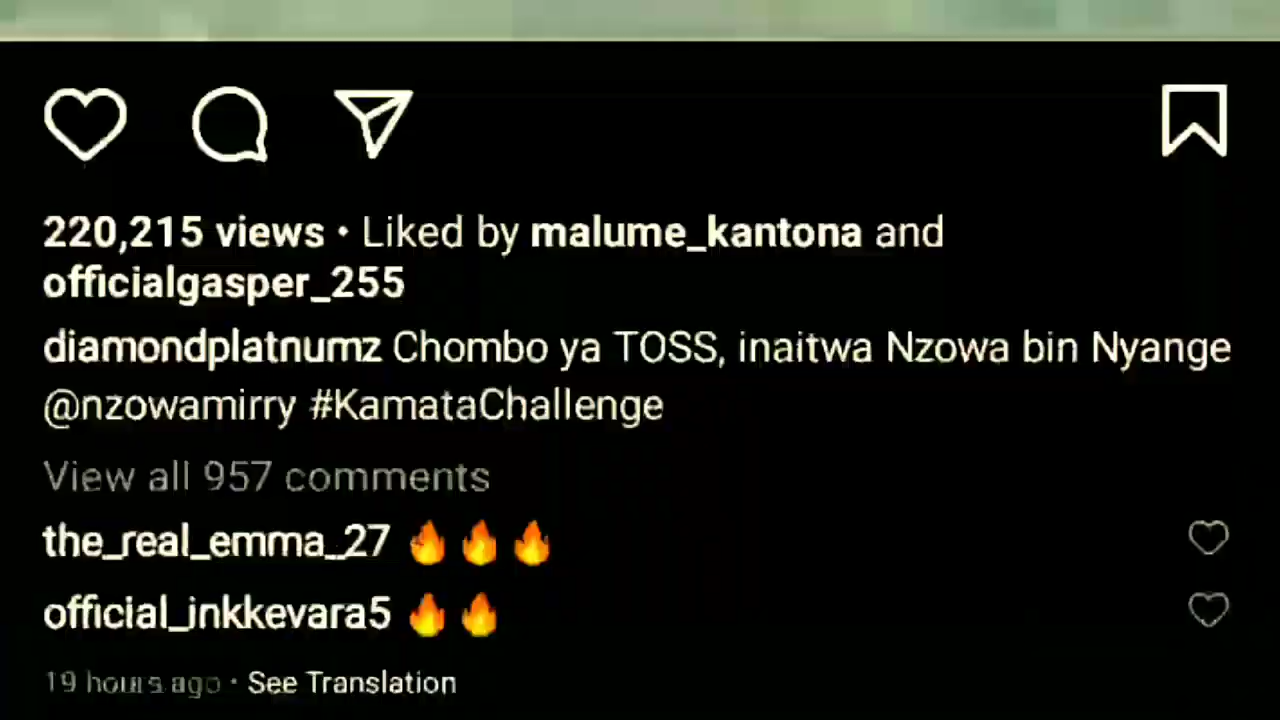 220,215 views • Liked by malume_kantona and
officialgasper_255
diamondplatnumz Chombo ya TOSS, inaitwa Nzowa bin Nyange
@nzowamirry #KamataChallenge
View all 957 comments
the_real_emma_27 🔥🔥🔥
official_inkkevara5 🔥🔥
19 hours ago • See Translation